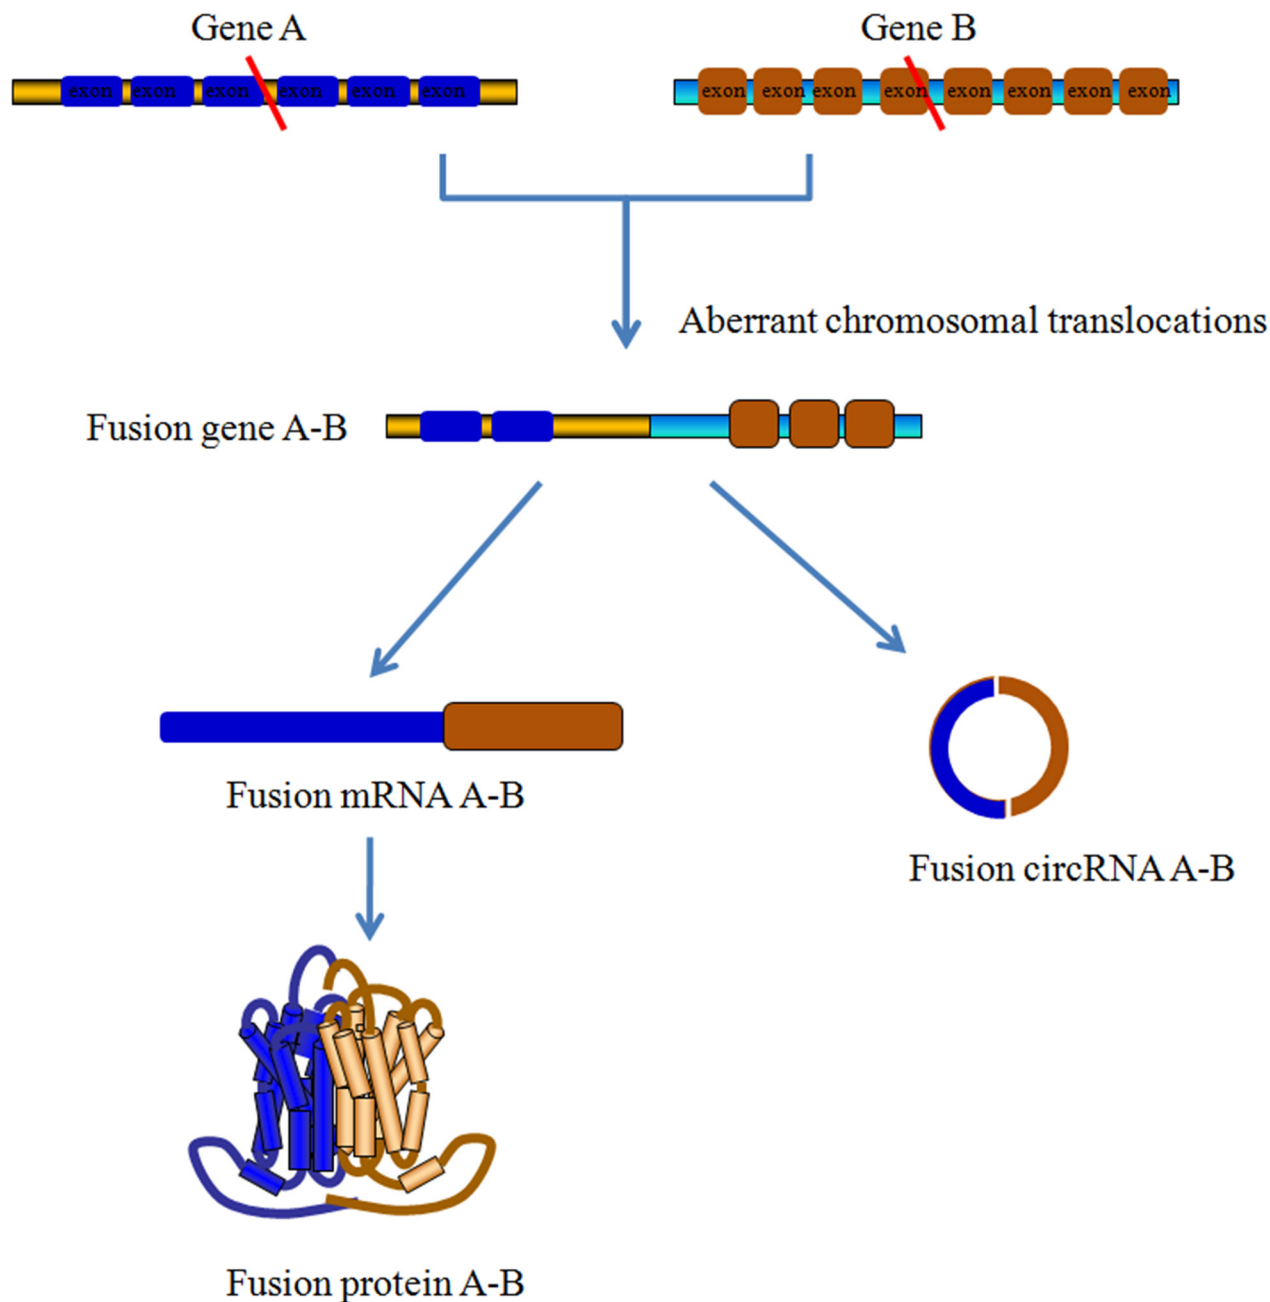 Gene A
Gene B
exon exon exon exon exon exon
exon exon exon exon exon exon exon exon
Aberrant chromosomal translocations
Fusion gene A-B
Fusion mRNA A-B
Fusion circRNA A-B
Fusion protein A-B